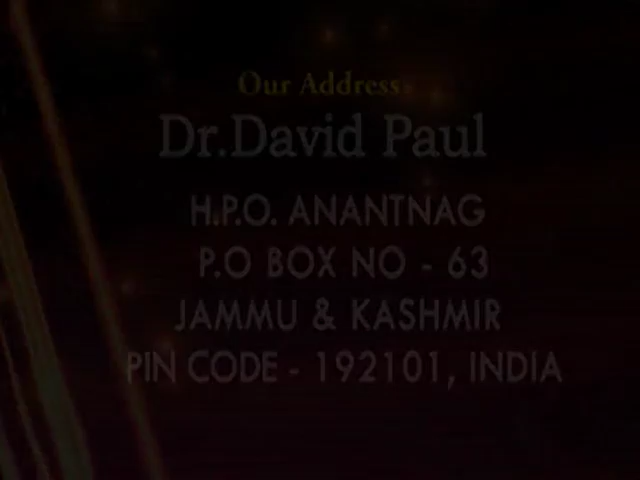 Our Address
Dr.David Paul
H.P.O. ANANTNAG
P.O BOX NO - 63
JAMMU & KASHMIR
PIN CODE - 192101, INDIA